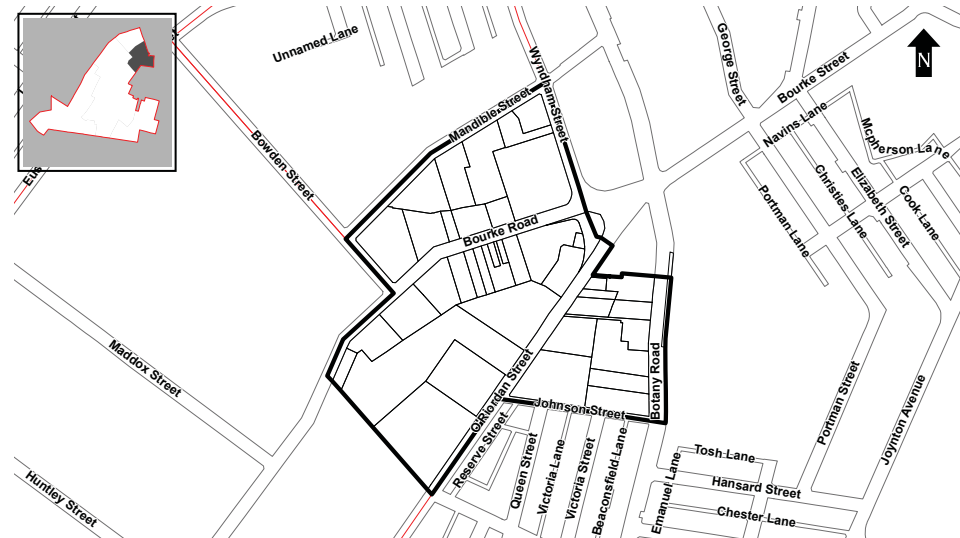 Unnamed Lane
Wyndham Street
George Street
Bourke Street
N
Mandible Street
Navins Lane
Mcpherson Lane
Bowden Street
Eus
Portman Lane
Christies Lane
Elizabeth Street
Cook Lane
Bourke Road
Maddox Street
O'Riordan Street
Botany Road
Johnson Street
Portman Street
Joynton Avenue
Reserve Street
Queen Street
Victoria Lane
Victoria Street
Beaconsfield Lane
Emanuel Lane
Tosh Lane
Hansard Street
Chester Lane
Huntley Street